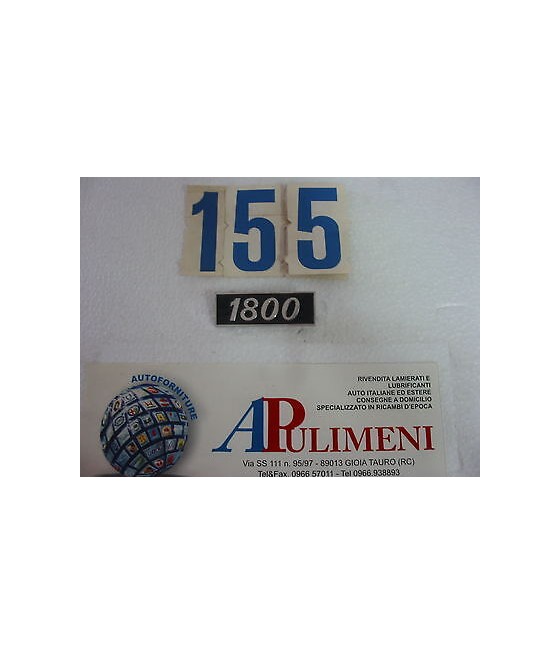 155
1800
AUTOFORNITURE
RIVENDITA LAMIERATI E
LUBRIFICANTI
AUTO ITALIANE ED ESTERE
CONSEGNE A DOMICILIO
SPECIALIZZATO IN RICAMBI D'EPOCA
APULIMENI
Via SS 111 n. 95/97 - 89013 GIOIA TAURO (RC)
Tel&Fax. 0966 57011 - Tel 0966.938893